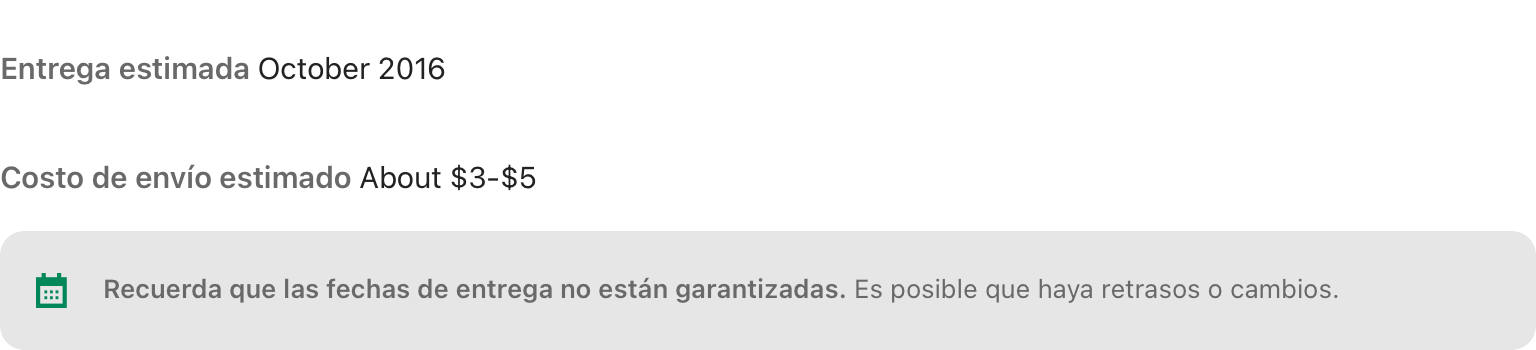 Entrega estimada October 2016
Costo de envío estimado About $3-$5
Recuerda que las fechas de entrega no están garantizadas. Es posible que haya retrasos o cambios.